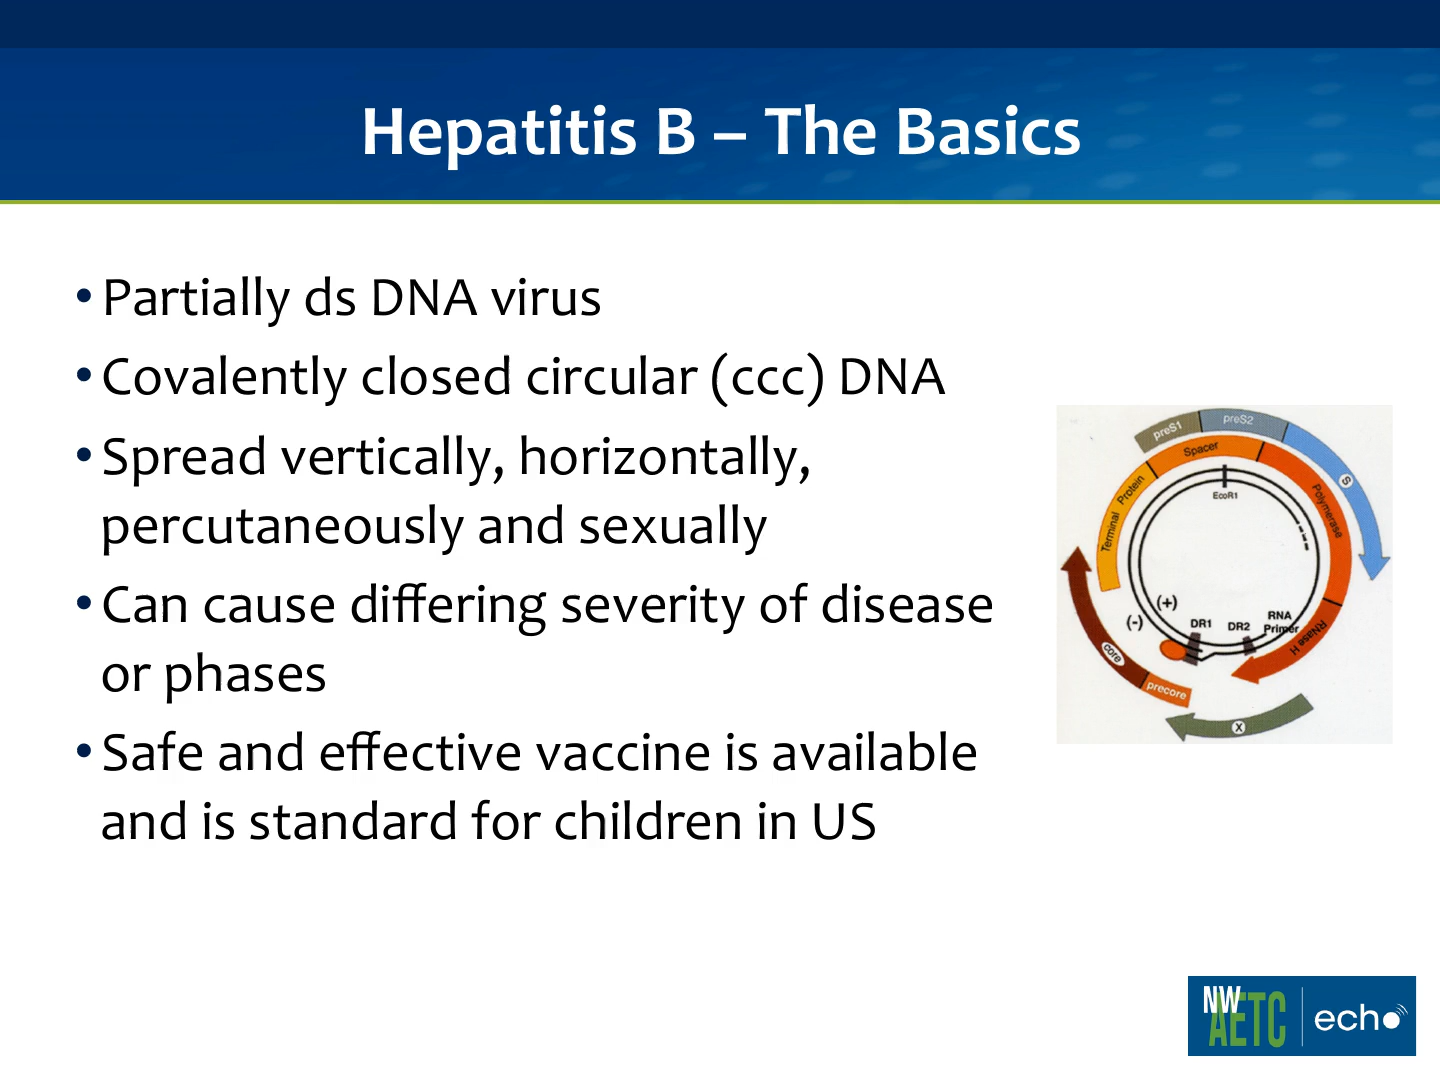 Hepatitis B – The Basics
• Partially ds DNA virus
• Covalently closed circular (ccc) DNA
• Spread vertically, horizontally,
percutaneously and sexually
• Can cause differing severity of disease
or phases
• Safe and effective vaccine is available
and is standard for children in US
preS1
preS2
Spacer
S
Terminal Protein
Polymerase
EcoR1
(+)
(-)
DR1
DR2
RNA
Primer
RNase H
core
precore
X
NW
AETC
echo